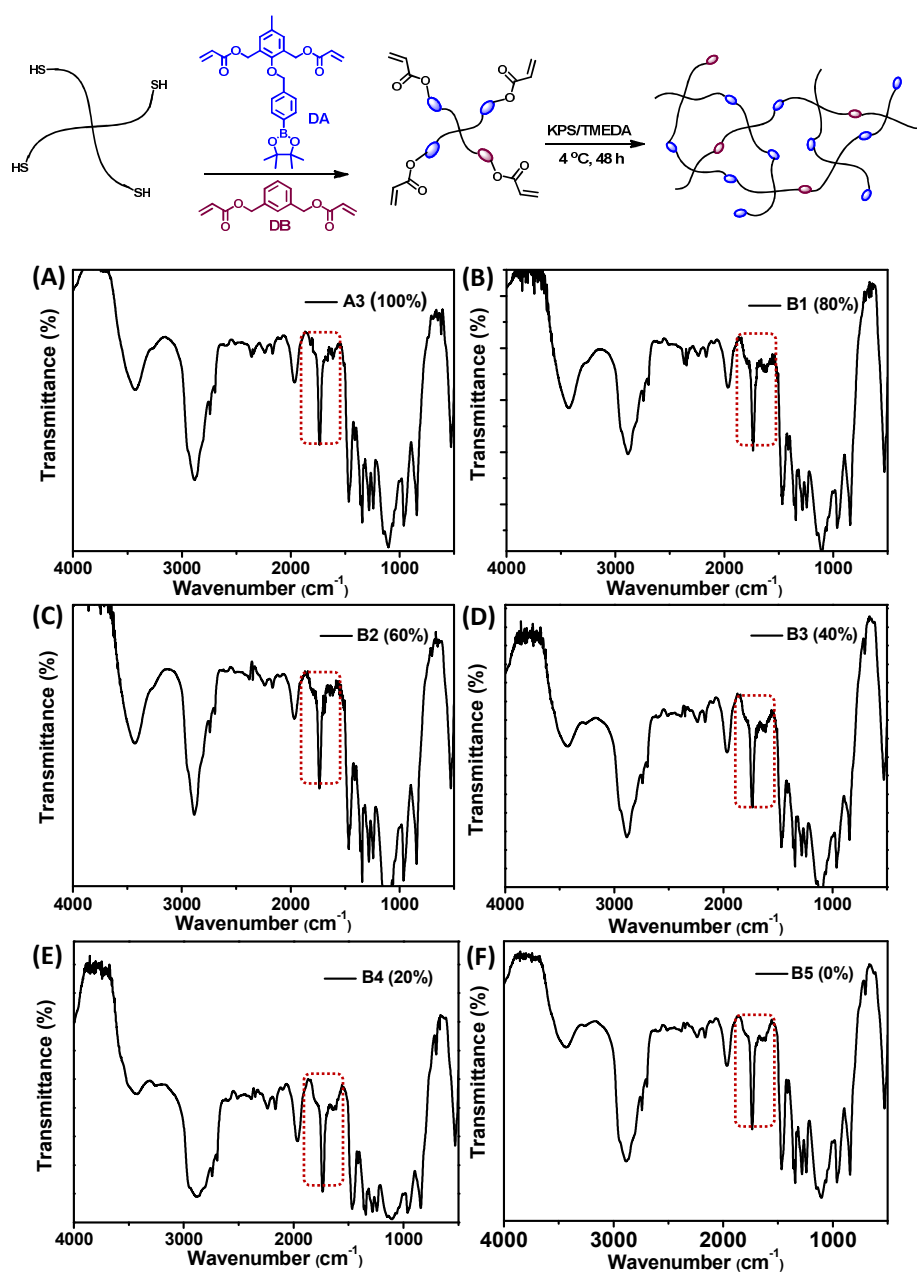 HS
SH
HS
SH
O
O
O
O
O
DA
B
O
O
O
O
O
O
DB
O
O
O
O
O
O
O
O
KPS/TMEDA
4 °C, 48 h
(A)
A3 (100%)
Transmittance (%)
4000
3000
2000
1000
Wavenumber (cm-1)
(B)
B1 (80%)
Transmittance (%)
4000
3000
2000
1000
Wavenumber (cm-1)
(C)
B2 (60%)
Transmittance (%)
4000
3000
2000
1000
Wavenumber (cm-1)
(D)
B3 (40%)
Transmittance (%)
4000
3000
2000
1000
Wavenumber (cm-1)
(E)
B4 (20%)
Transmittance (%)
4000
3000
2000
1000
Wavenumber (cm-1)
(F)
B5 (0%)
Transmittance (%)
4000
3000
2000
1000
Wavenumber (cm-1)